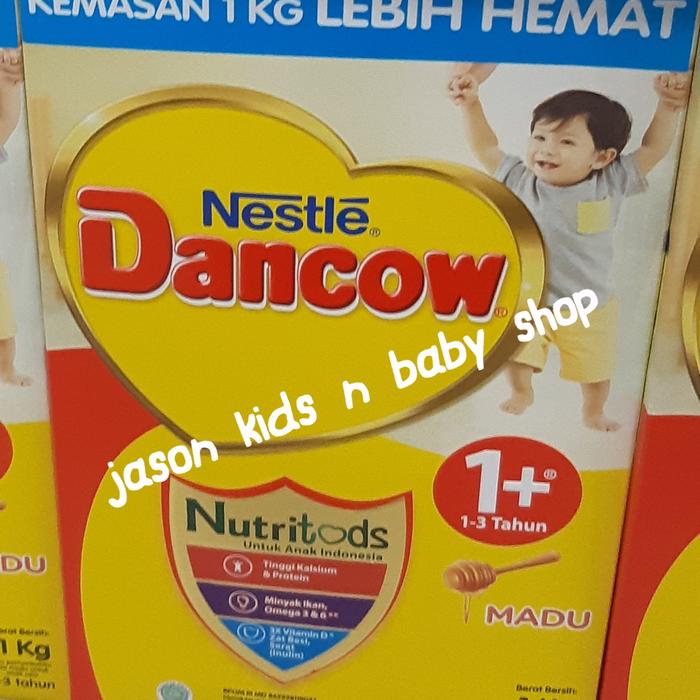 KEMASAN 1 KG LEBIH HEMAT
Nestlé®
Dancow®
jason kids n baby shop
1+®
1-3 Tahun
Nutritods
Untuk Anak Indonesia
Tinggi Kalsium
& Protein
Minyak Ikan,
Omega 3 & 6**
3X Vitamin D*
Zat Besi,
Serat
(Inulin)
MADU
DU
Berat Bersih:
1 Kg
3 tahun
Berat Bersih: